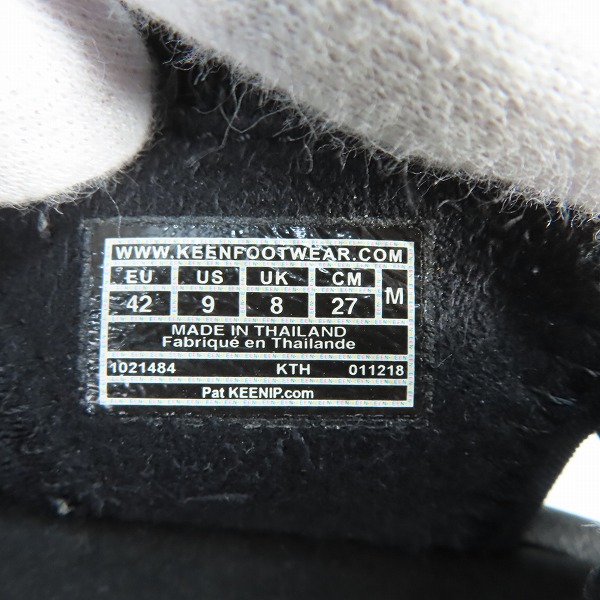 WWW.KEENFOOTWEAR.COM
EU US UK CM M
42 9 8 27
MADE IN THAILAND
Fabriqué en Thaïlande
1021484 KTH 011218
Pat KEENIP.com